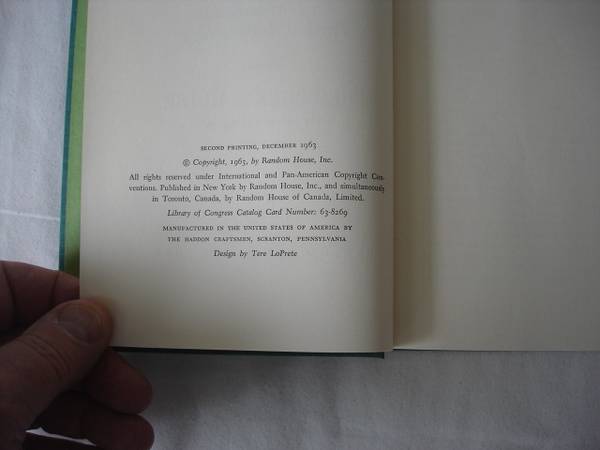 SECOND PRINTING, DECEMBER 1963
© Copyright, 1963, by Random House, Inc.
All rights reserved under International and Pan-American Copyright Con-
ventions. Published in New York by Random House, Inc., and simultaneously
in Toronto, Canada, by Random House of Canada, Limited.
Library of Congress Catalog Card Number: 63-8269
MANUFACTURED IN THE UNITED STATES OF AMERICA BY
THE HADDON CRAFTSMEN, SCRANTON, PENNSYLVANIA
Design by Tere LoPrete